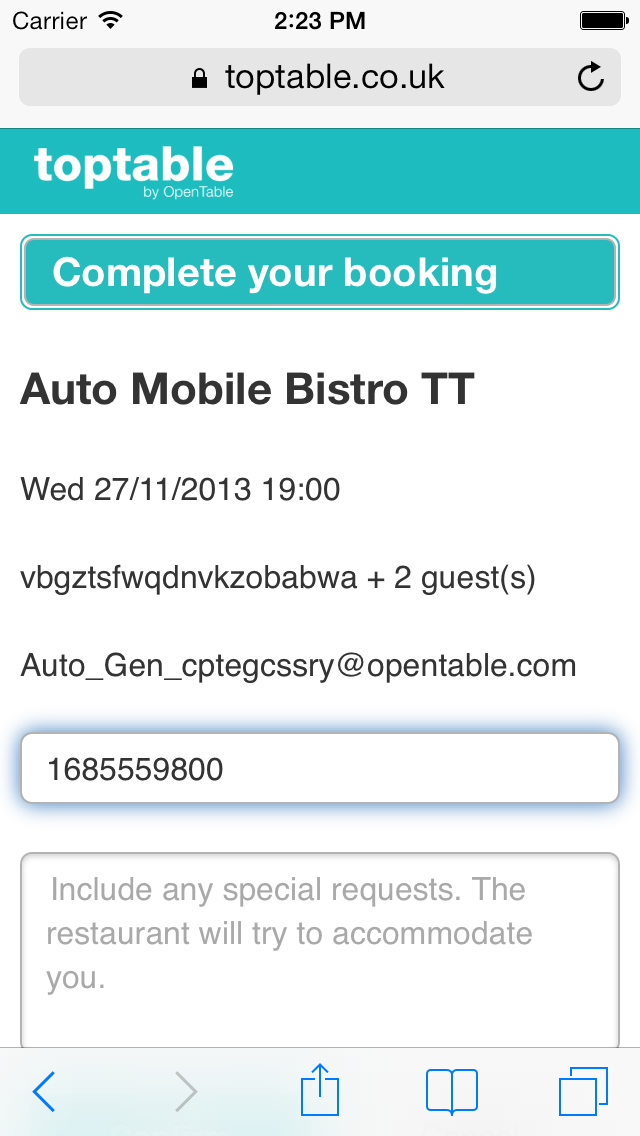 Carrier 2:23 PM
toptable.co.uk
toptable
by OpenTable
Complete your booking
Auto Mobile Bistro TT
Wed 27/11/2013 19:00
vbgztsfwqdnvkzobabwa + 2 guest(s)
Auto_Gen_cptegcssry@opentable.com
1685559800
Include any special requests. The
restaurant will try to accommodate
you.